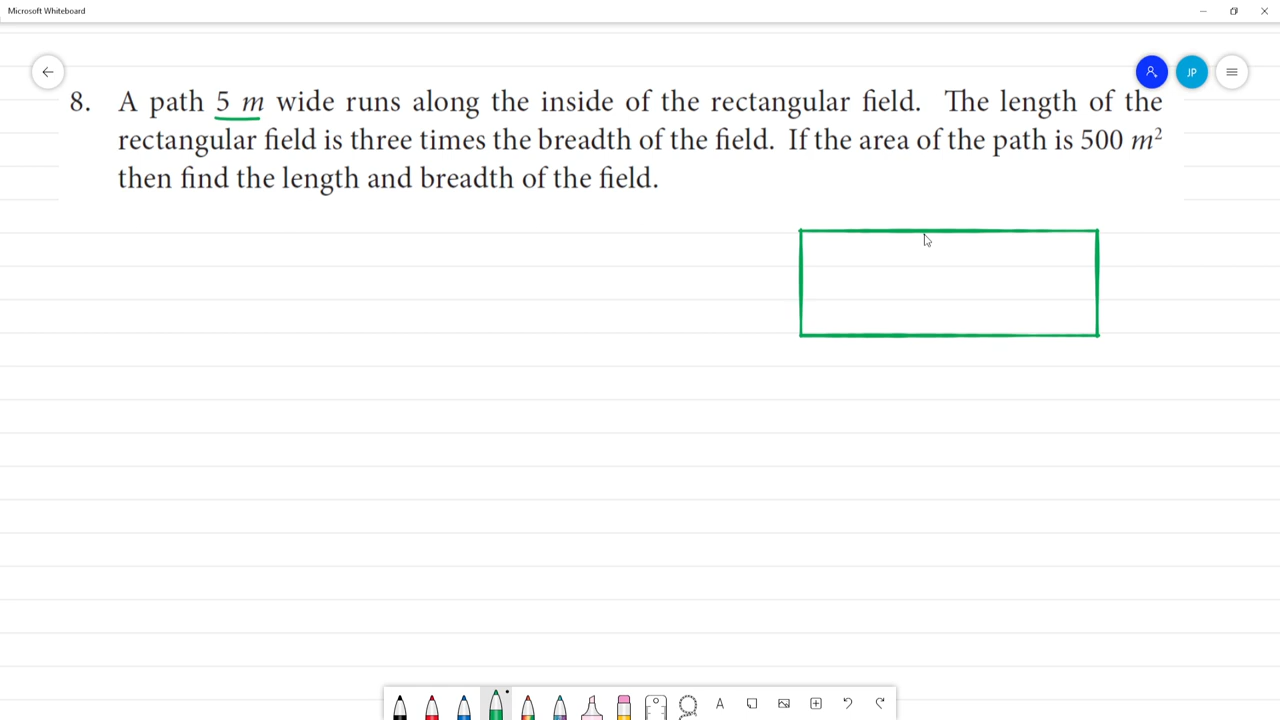 Microsoft Whiteboard
JP
8. A path 5 m wide runs along the inside of the rectangular field. The length of the
rectangular field is three times the breadth of the field. If the area of the path is 500 m²
then find the length and breadth of the field.
A